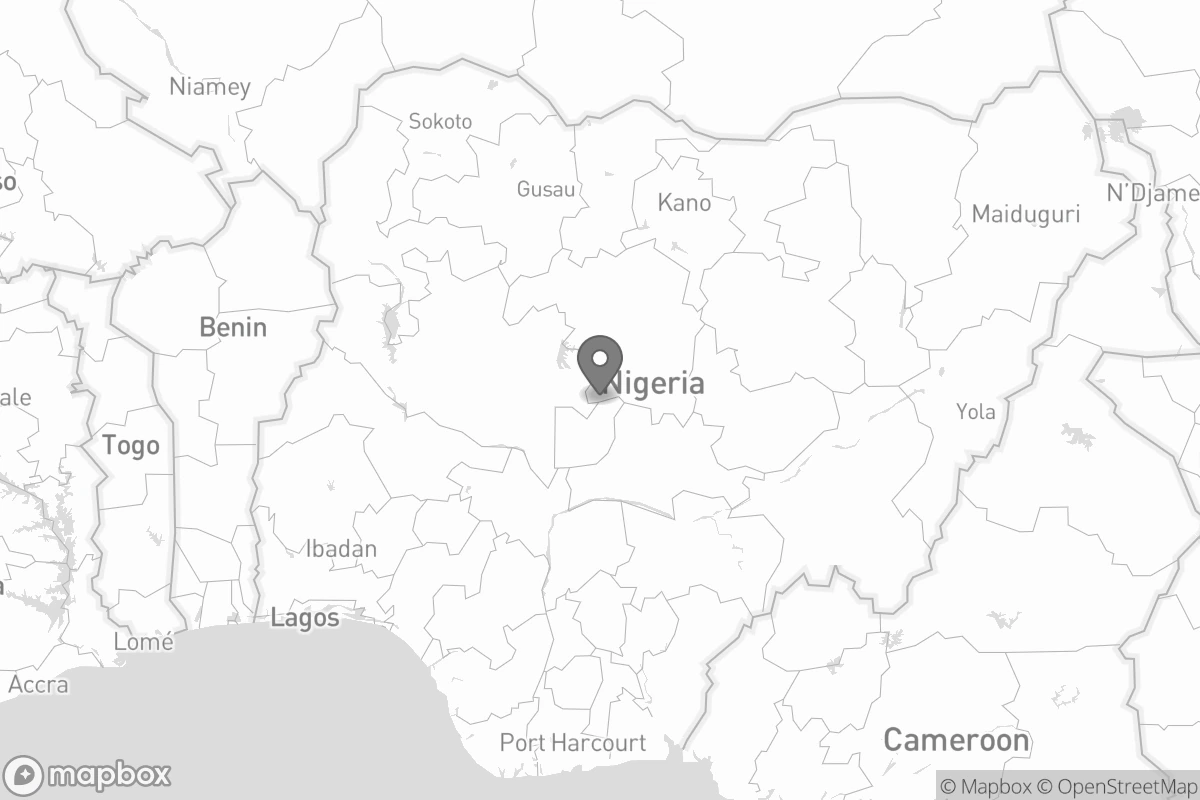 Niamey
Sokoto
so
Gusau
Kano
N'Djame
Maiduguri
Benin
Nigeria
ale
Yola
Togo
Ibadan
a
Lagos
Lomé
Accra
Port Harcourt
Cameroon
mapbox
© Mapbox © OpenStreetMap